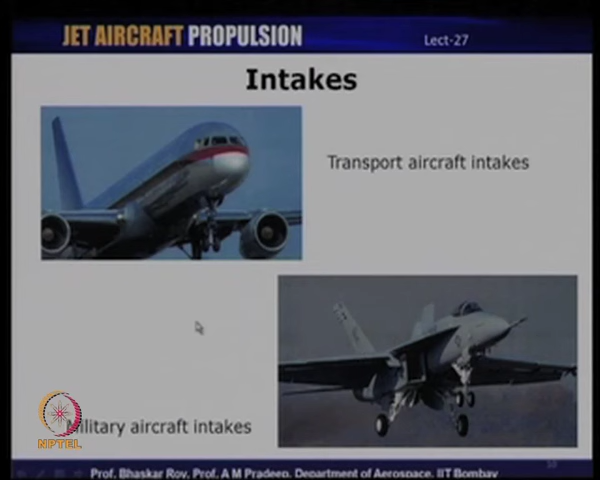 JET AIRCRAFT PROPULSION
Lect-27
Intakes
Transport aircraft intakes
Military aircraft intakes
NPTEL
Prof. Bhaskar Roy, Prof. A M Pradeep, Department of Aerospace, IIT Bombay